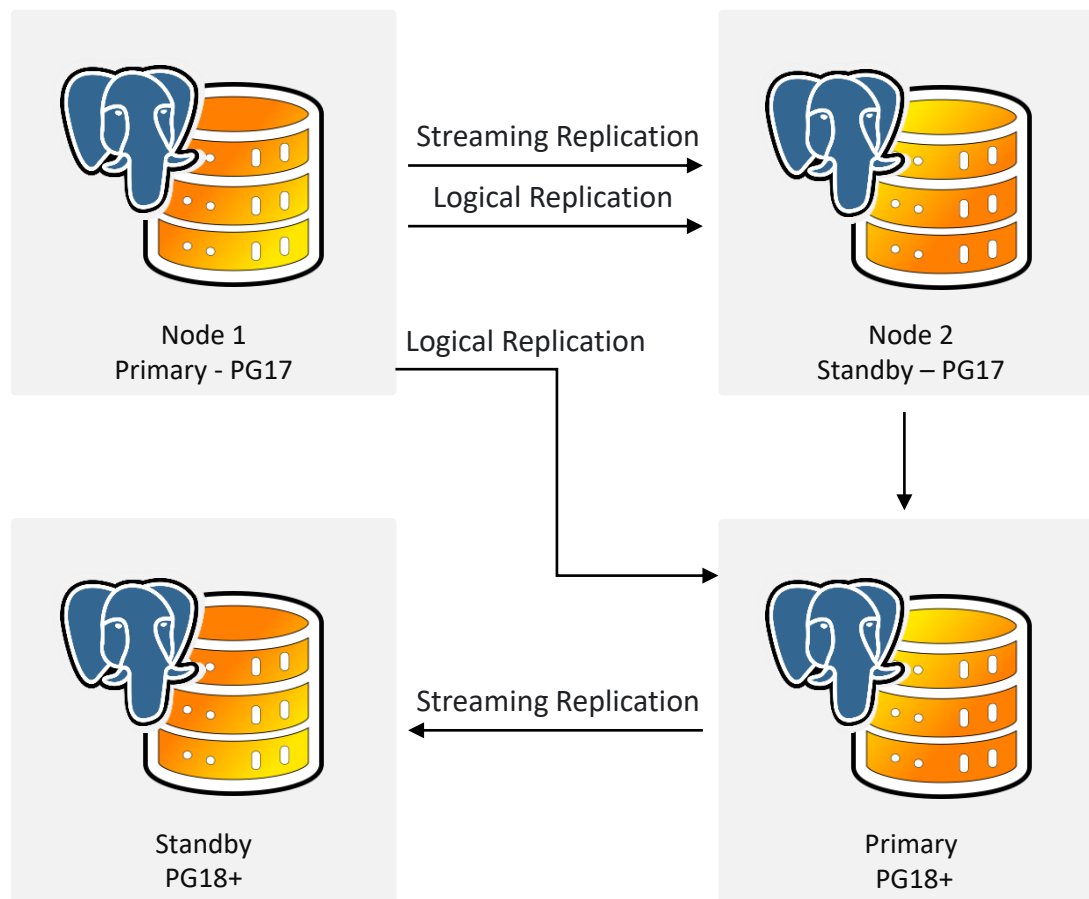 Streaming Replication
Logical Replication
Node 1
Primary - PG17
Node 2
Standby – PG17
Logical Replication
Streaming Replication
Standby
PG18+
Primary
PG18+